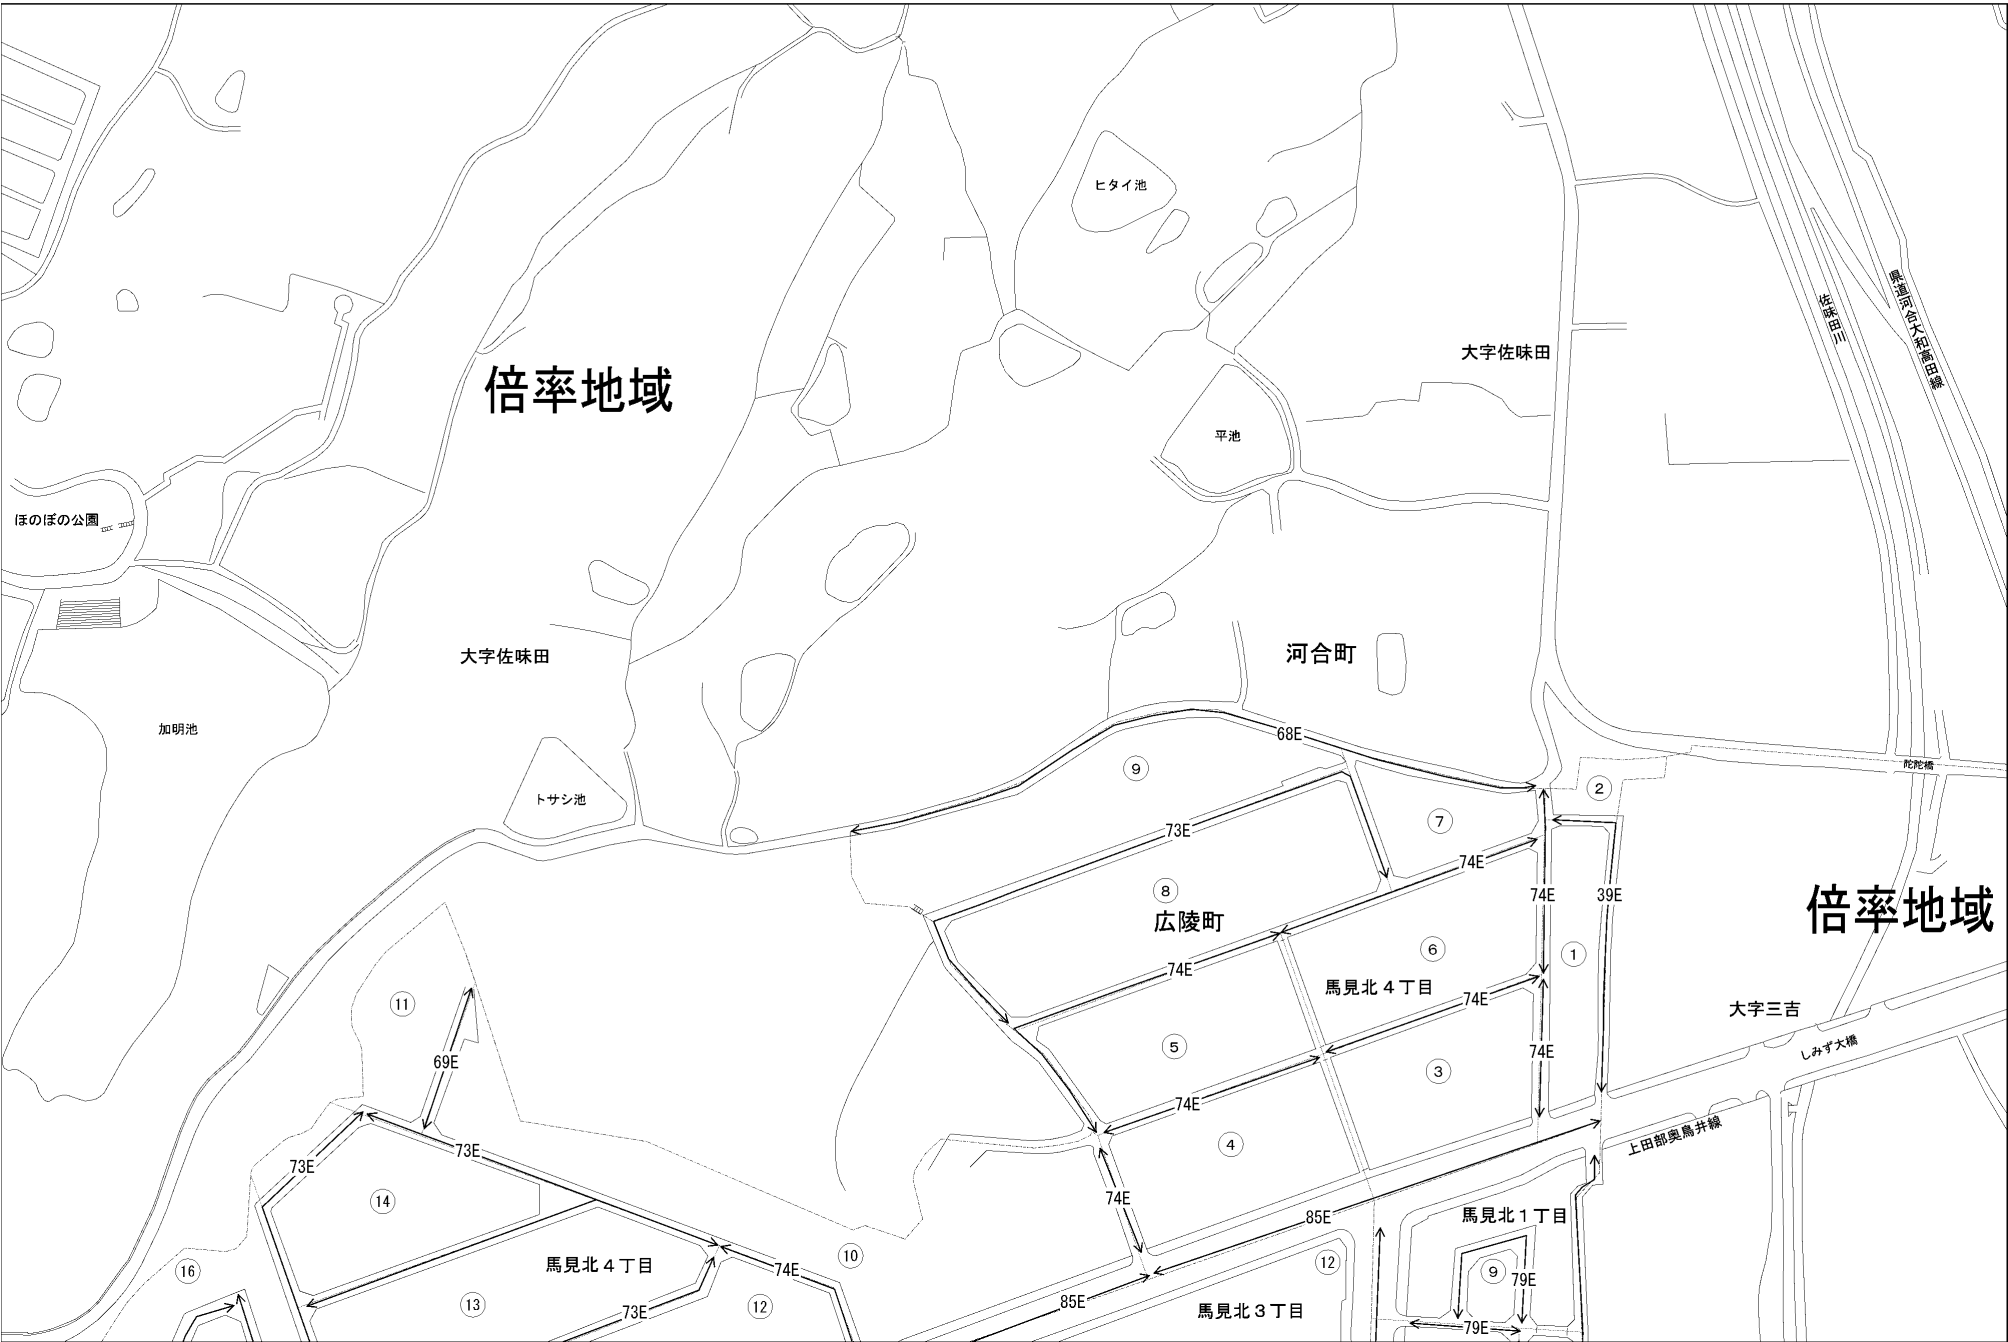 ヒタイ池
佐味田川
県道河合大和高田線
大字佐味田
倍率地域
平池
ほのぼの公園
大字佐味田
河合町
加明池
68E
⑨
陀陀橋
②
トサシ池
⑦
73E
74E
⑧
74E
39E
倍率地域
広陵町
⑥
①
74E
馬見北4丁目
74E
⑪
大字三吉
⑤
74E
しみず大橋
69E
③
74E
④
上田部奥鳥井線
73E
73E
⑭
74E
85E
馬見北1丁目
⑩
馬見北4丁目
74E
⑫
⑯
⑨
79E
⑬
⑫
73E
85E
馬見北3丁目
79E